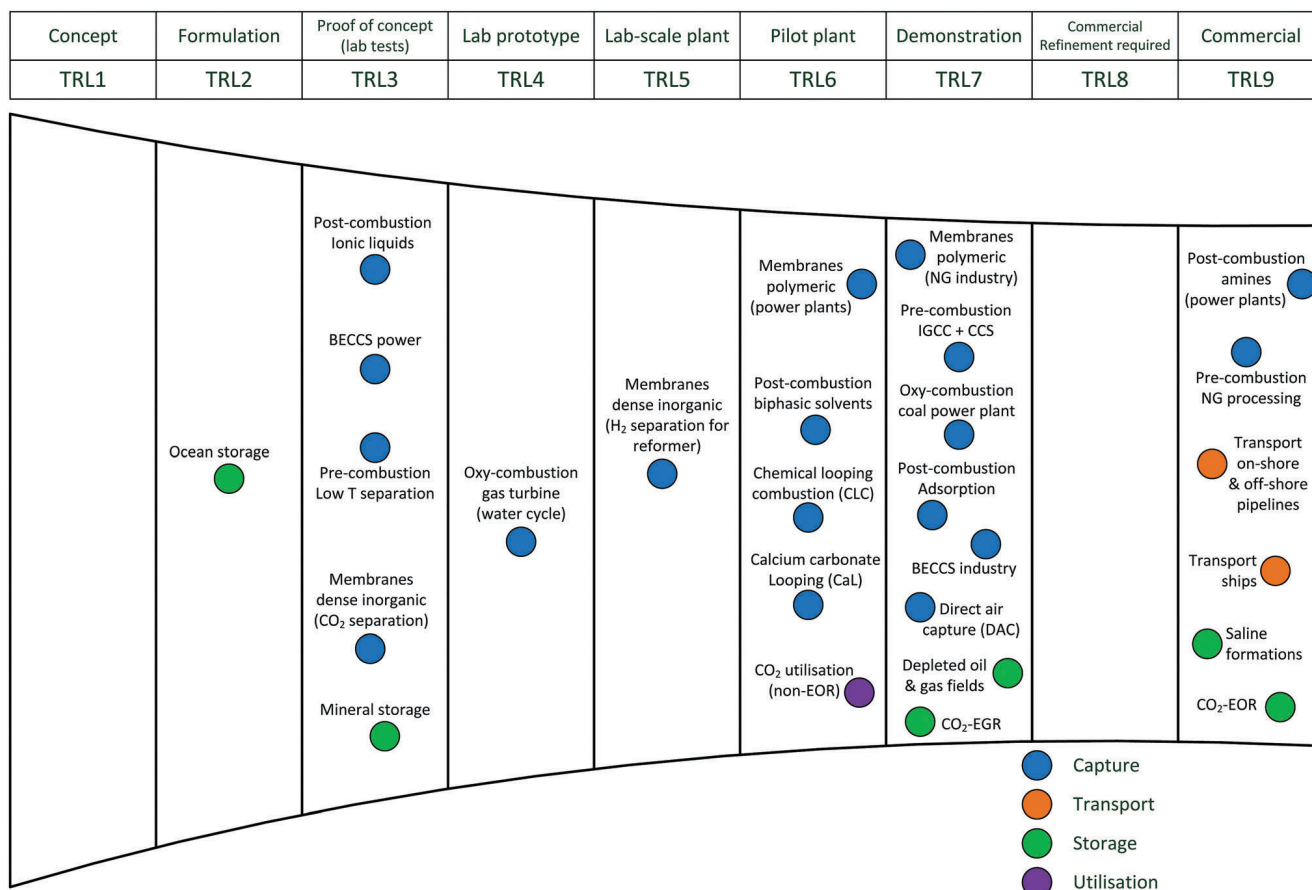 Concept
Formulation
Proof of concept
(lab tests)
Lab prototype
Lab-scale plant
Pilot plant
Demonstration
Commercial
Refinement required
Commercial
TRL1
TRL2
TRL3
TRL4
TRL5
TRL6
TRL7
TRL8
TRL9
Ocean storage
Post-combustion
Ionic liquids
BECCS power
Pre-combustion
Low T separation
Membranes
dense inorganic
(CO₂ separation)
Mineral storage
Oxy-combustion
gas turbine
(water cycle)
Membranes
dense inorganic
(H₂ separation for
reformer)
Membranes
polymeric
(power plants)
Post-combustion
biphasic solvents
Chemical looping
combustion (CLC)
Calcium carbonate
Looping (CaL)
CO₂ utilisation
(non-EOR)
Membranes
polymeric
(NG industry)
Pre-combustion
IGCC + CCS
Oxy-combustion
coal power plant
Post-combustion
Adsorption
BECCS industry
Direct air
capture (DAC)
Depleted oil
& gas fields
CO₂-EGR
Post-combustion
amines
(power plants)
Pre-combustion
NG processing
Transport
on-shore
& off-shore
pipelines
Transport
ships
Saline
formations
CO₂-EOR
Capture
Transport
Storage
Utilisation